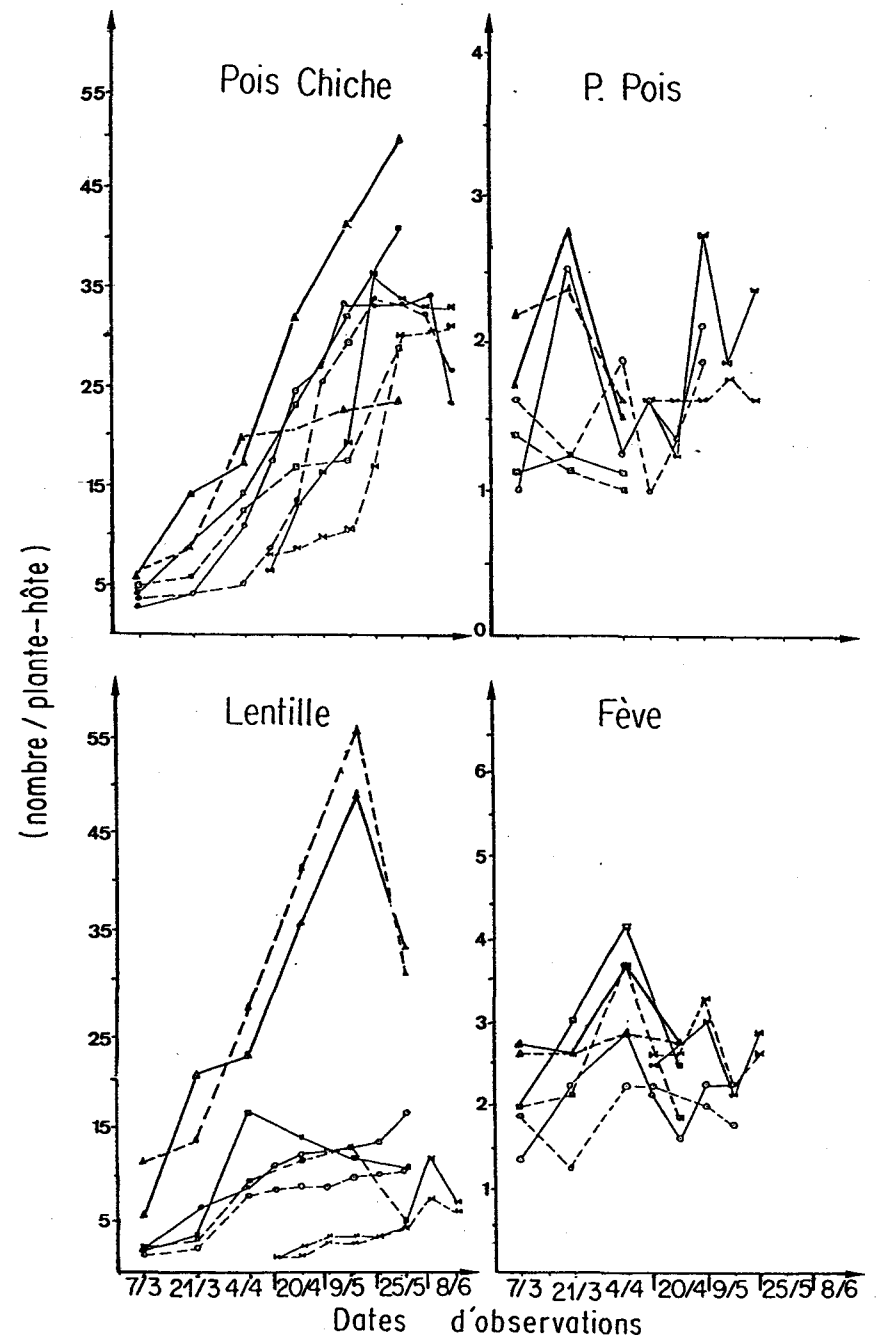 Pois Chiche
55
45
35
25
15
5
P. Pois
4
3
2
1
0
(nombre / plante-hôte)
Lentille
55
45
35
25
15
5
Fève
6
5
4
3
2
1
7/3 21/3 4/4 20/4 9/5 25/5 8/6
7/3 21/3 4/4 20/4 9/5 25/5 8/6
Dates d'observations